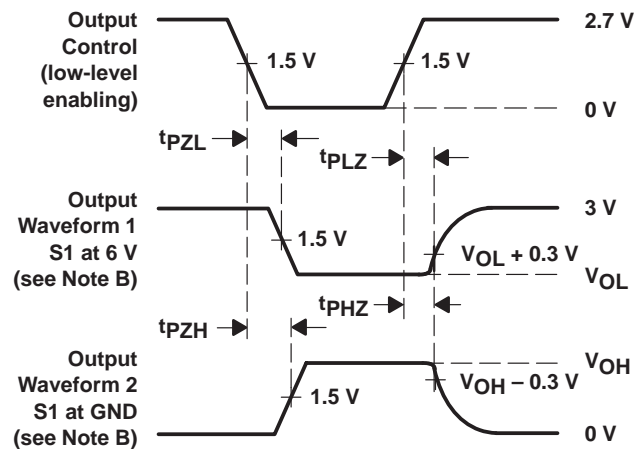 Output
Control
(low-level
enabling)
2.7 V
1.5 V
1.5 V
0 V
tPZL
tPLZ
Output
Waveform 1
S1 at 6 V
(see Note B)
3 V
1.5 V
VOL + 0.3 V
VOL
tPZH
tPHZ
Output
Waveform 2
S1 at GND
(see Note B)
VOH
1.5 V
VOH – 0.3 V
0 V